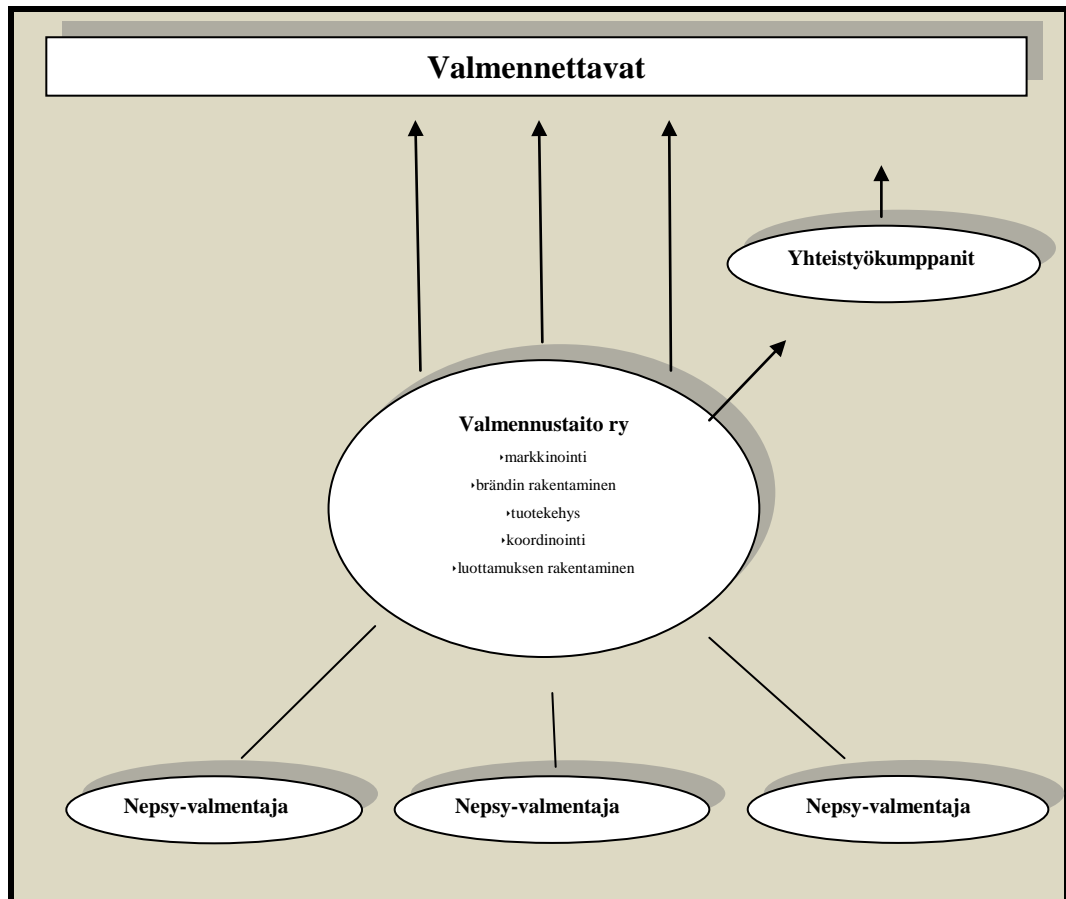 Valmennettavat
Yhteistyökumppanit
Valmennustaito ry
‣markkinointi
‣brändin rakentaminen
‣tuotekehys
‣koordinointi
‣luottamuksen rakentaminen
Nepsy-valmentaja
Nepsy-valmentaja
Nepsy-valmentaja